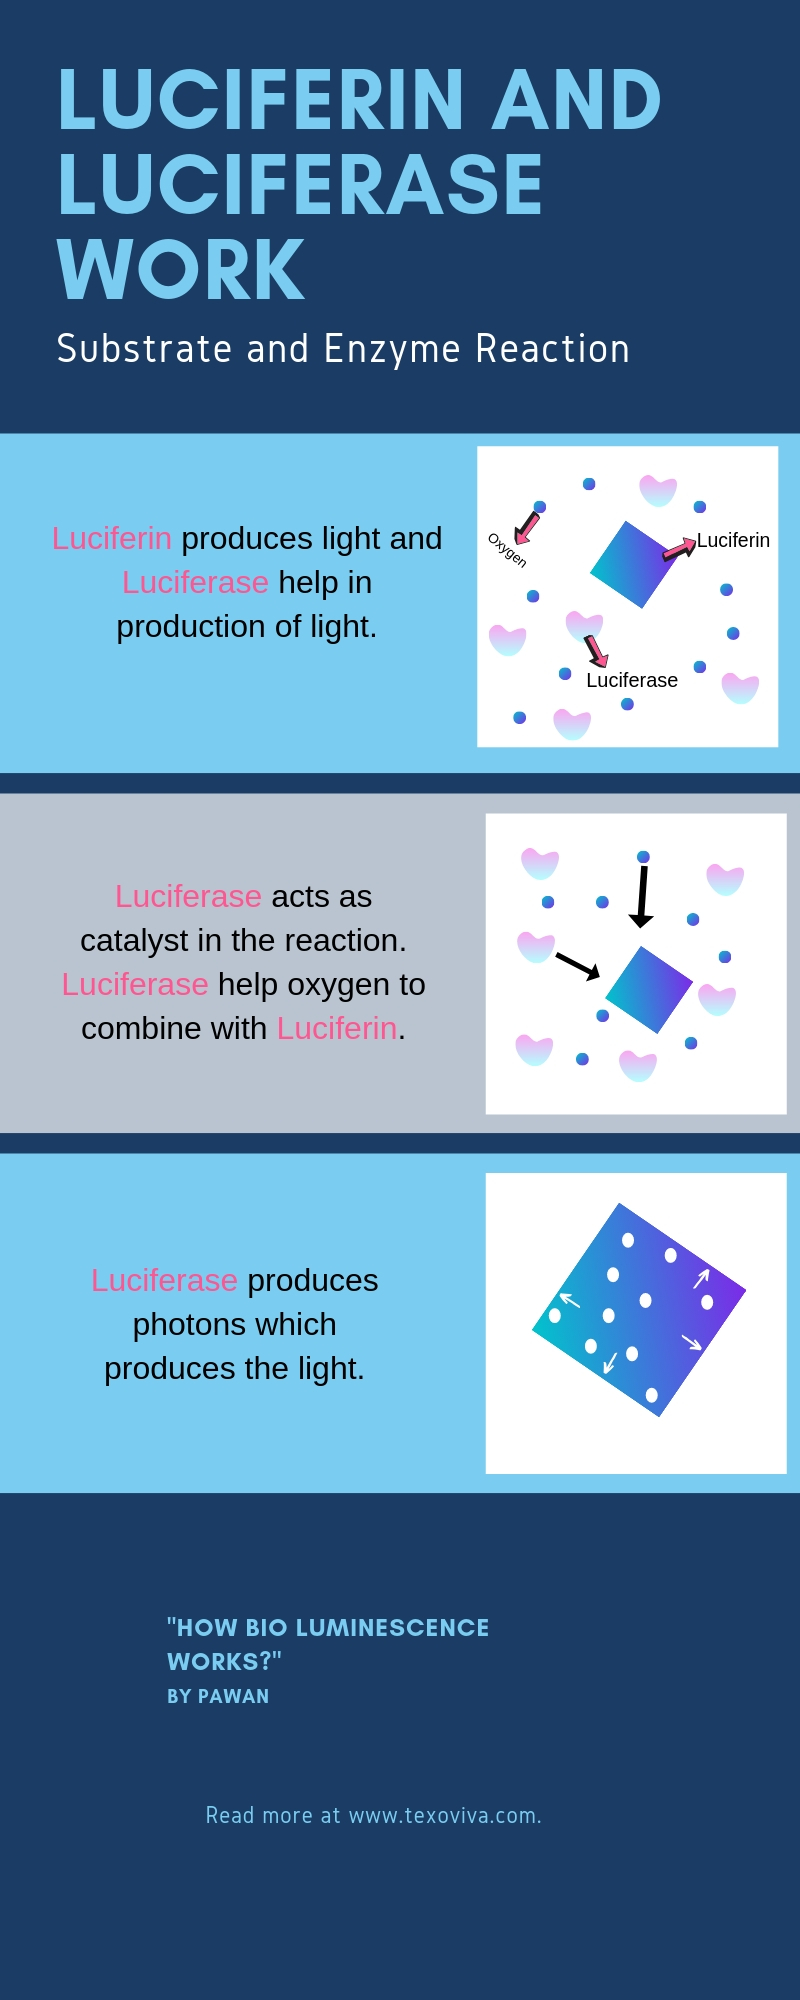 LUCIFERIN AND
LUCIFERASE
WORK
Substrate and Enzyme Reaction
Luciferin produces light and
Luciferase help in
production of light.
Oxygen
Luciferin
Luciferase
Luciferase acts as
catalyst in the reaction.
Luciferase help oxygen to
combine with Luciferin.
Luciferase produces
photons which
produces the light.
"HOW BIO LUMINESCENCE
WORKS?"
BY PAWAN
Read more at www.texoviva.com.